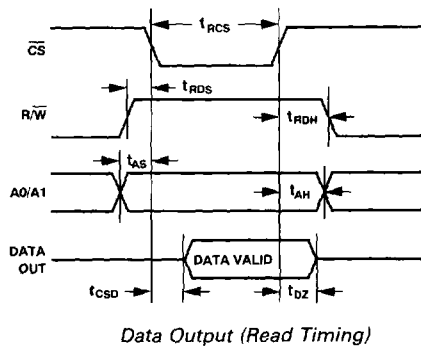 CS
tRCS
tRDS
R/W
tRDH
tAS
A0/A1
tAH
DATA OUT
DATA VALID
tCSD
tDZ
Data Output (Read Timing)